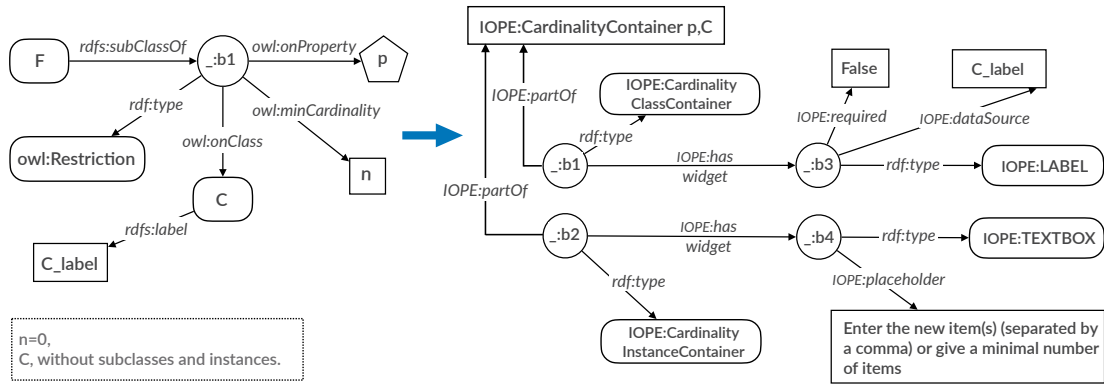 IOPE:CardinalityContainer p,C
F
rdfs:subClassOf
_:b1
owl:onProperty
p
rdf:type
owl:onClass
owl:minCardinality
owl:Restriction
n
C
rdfs:label
C_label
n=0,
C, without subclasses and instances.
False
C_label
IOPE:partOf
IOPE:Cardinality
ClassContainer
IOPE:required
IOPE:dataSource
rdf:type
_:b1
IOPE:has
widget
_:b3
rdf:type
IOPE:LABEL
IOPE:partOf
_:b2
IOPE:has
widget
_:b4
rdf:type
IOPE:TEXTBOX
rdf:type
IOPE:placeholder
IOPE:Cardinality
InstanceContainer
Enter the new item(s) (separated by
a comma) or give a minimal number
of items